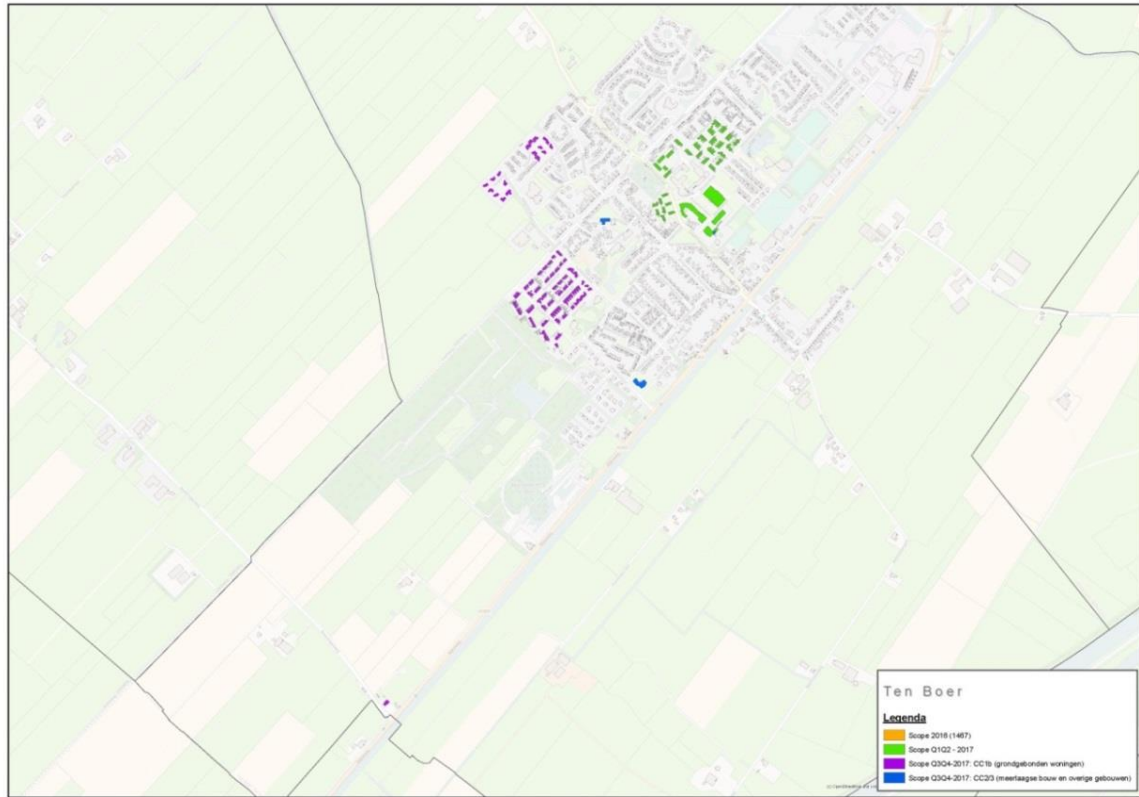 Ten Boer
Legenda
Scope 2016 (1467)
Scope Q1Q2 - 2017
Scope Q3Q4-2017: CC1b (grondgebonden woningen)
Scope Q3Q4-2017: CC2/3 (meerlaagse bouw en overige gebouwen)